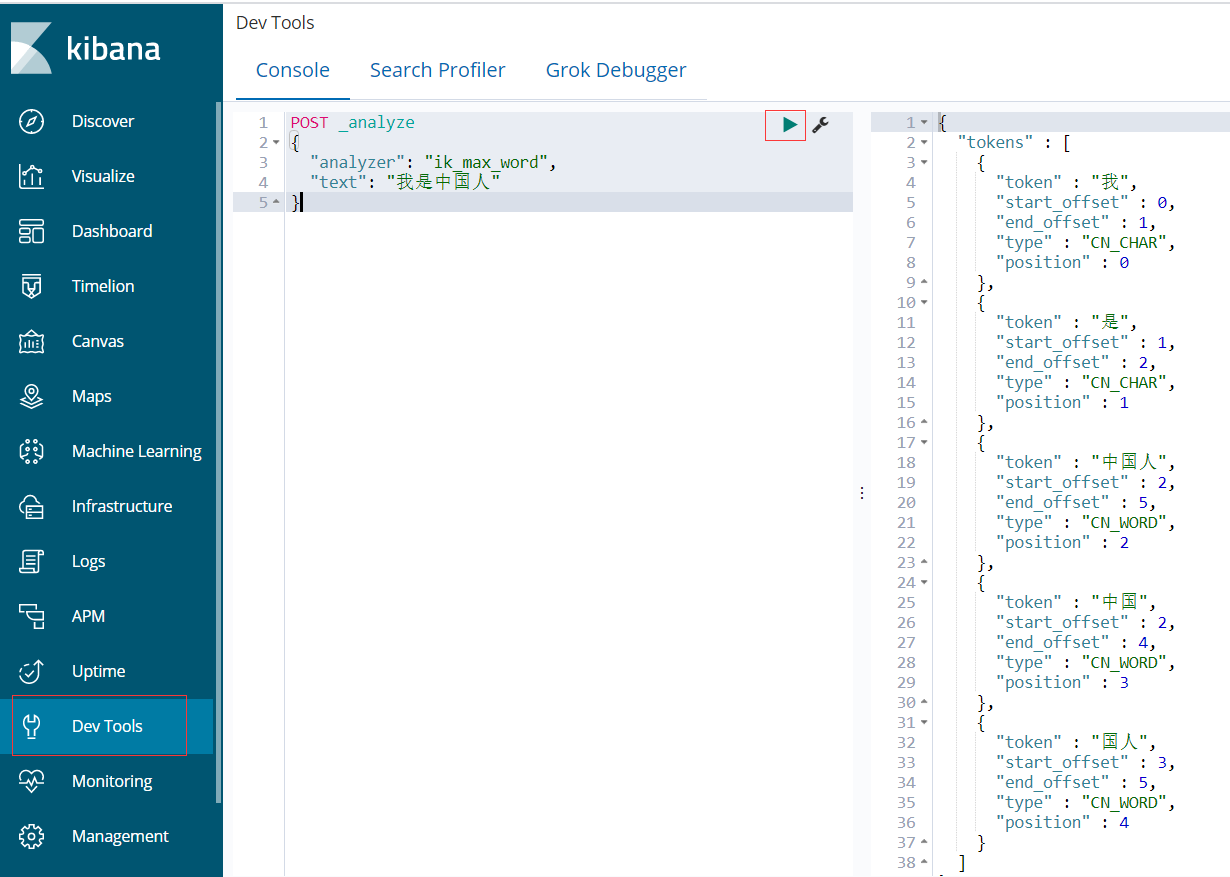 kibana
Discover
Visualize
Dashboard
Timelion
Canvas
Maps
Machine Learning
Infrastructure
Logs
APM
Uptime
Dev Tools
Monitoring
Management
Dev Tools
Console Search Profiler Grok Debugger
1 POST _analyze
2 {
3 "analyzer": "ik_max_word",
4 "text": "我是中国人"
5 }
1 {
2 "tokens" : [
3 {
4 "token" : "我",
5 "start_offset" : 0,
6 "end_offset" : 1,
7 "type" : "CN_CHAR",
8 "position" : 0
9 },
10 {
11 "token" : "是",
12 "start_offset" : 1,
13 "end_offset" : 2,
14 "type" : "CN_CHAR",
15 "position" : 1
16 },
17 {
18 "token" : "中国人",
19 "start_offset" : 2,
20 "end_offset" : 5,
21 "type" : "CN_WORD",
22 "position" : 2
23 },
24 {
25 "token" : "中国",
26 "start_offset" : 2,
27 "end_offset" : 4,
28 "type" : "CN_WORD",
29 "position" : 3
30 },
31 {
32 "token" : "国人",
33 "start_offset" : 3,
34 "end_offset" : 5,
35 "type" : "CN_WORD",
36 "position" : 4
37 }
38 ]